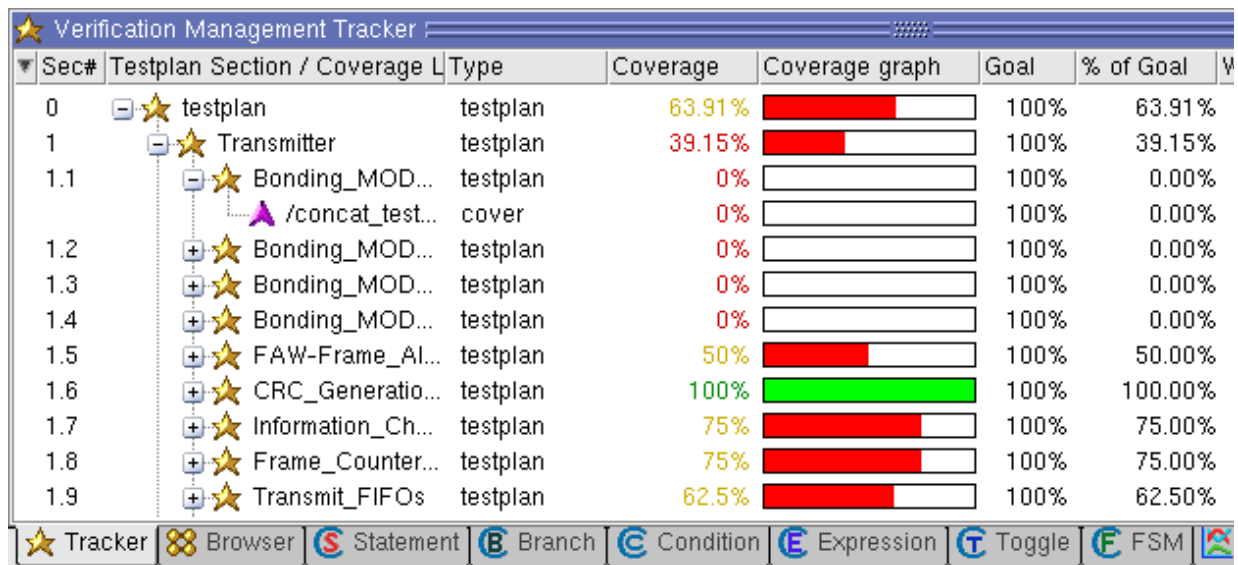 Verification Management Tracker
Sec# Testplan Section / Coverage L Type Coverage Coverage graph Goal % of Goal W
0 testplan testplan 63.91% 100% 63.91%
1 Transmitter testplan 39.15% 100% 39.15%
1.1 Bonding_MOD... testplan 0% 100% 0.00%
/concat_test... cover 0% 100% 0.00%
1.2 Bonding_MOD... testplan 0% 100% 0.00%
1.3 Bonding_MOD... testplan 0% 100% 0.00%
1.4 Bonding_MOD... testplan 0% 100% 0.00%
1.5 FAW-Frame_Al... testplan 50% 100% 50.00%
1.6 CRC_Generatio... testplan 100% 100% 100.00%
1.7 Information_Ch... testplan 75% 100% 75.00%
1.8 Frame_Counter... testplan 75% 100% 75.00%
1.9 Transmit_FIFOs testplan 62.5% 100% 62.50%
Tracker Browser S Statement B Branch C Condition E Expression T Toggle F FSM